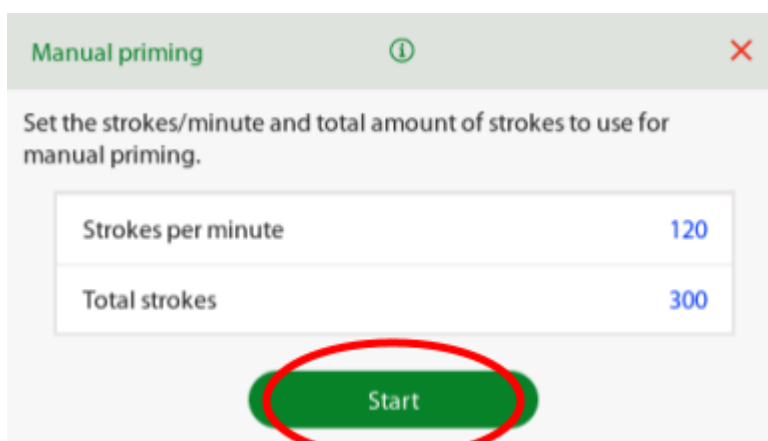 Manual priming
Set the strokes/minute and total amount of strokes to use for
manual priming.
Strokes per minute 120
Total strokes 300
Start